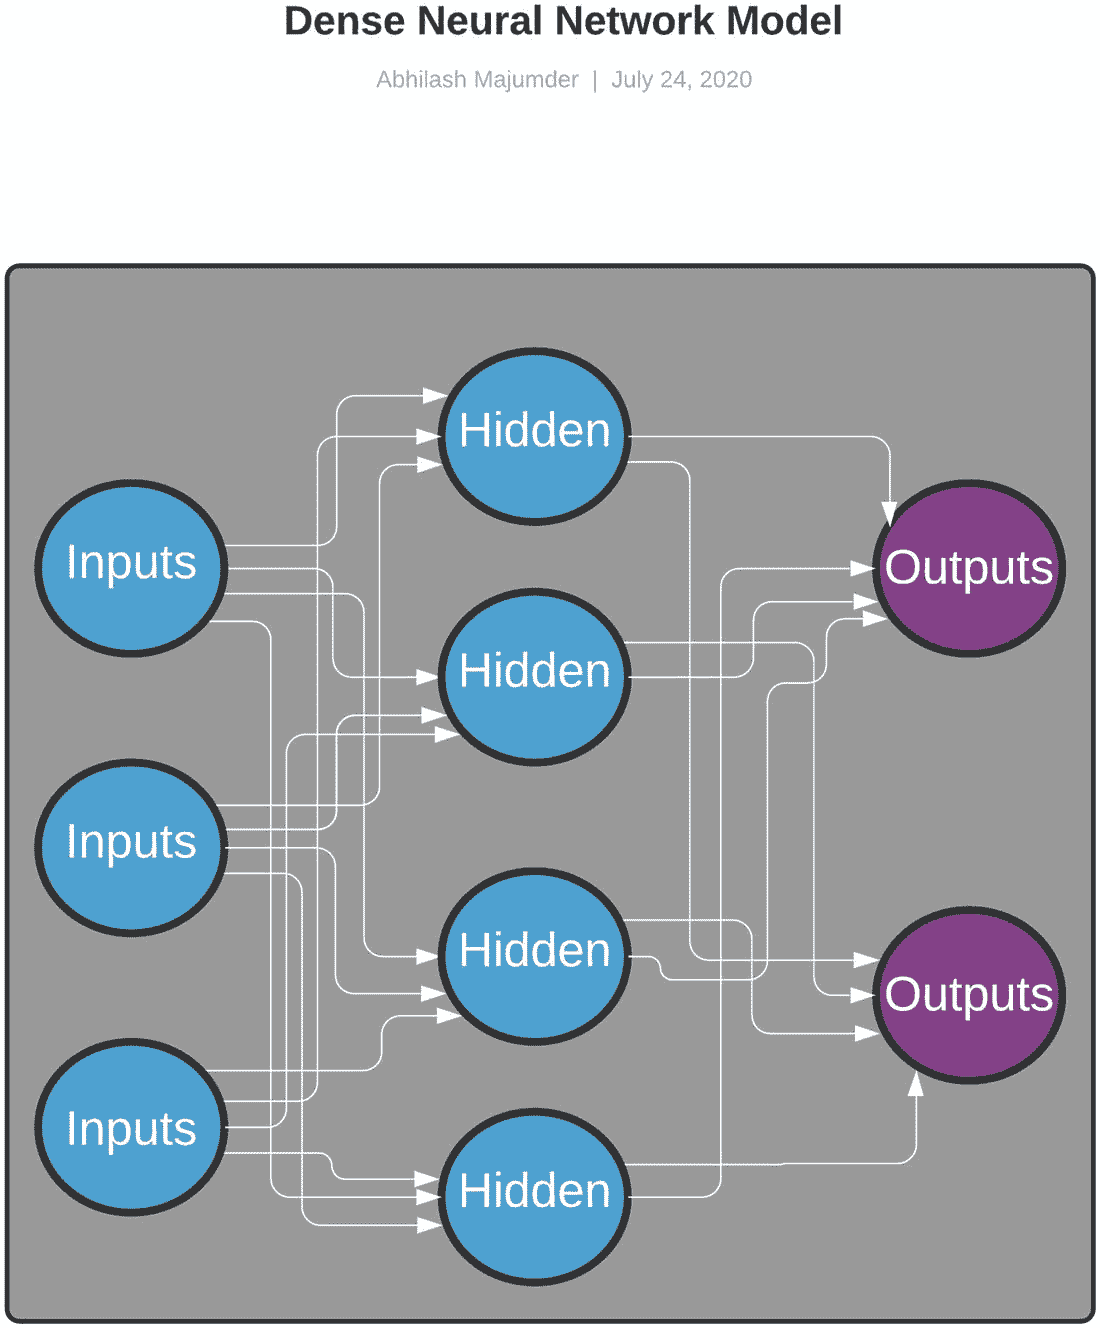 Dense Neural Network Model
Abhilash Majumder | July 24, 2020
Hidden
Inputs
Outputs
Hidden
Inputs
Hidden
Outputs
Inputs
Hidden